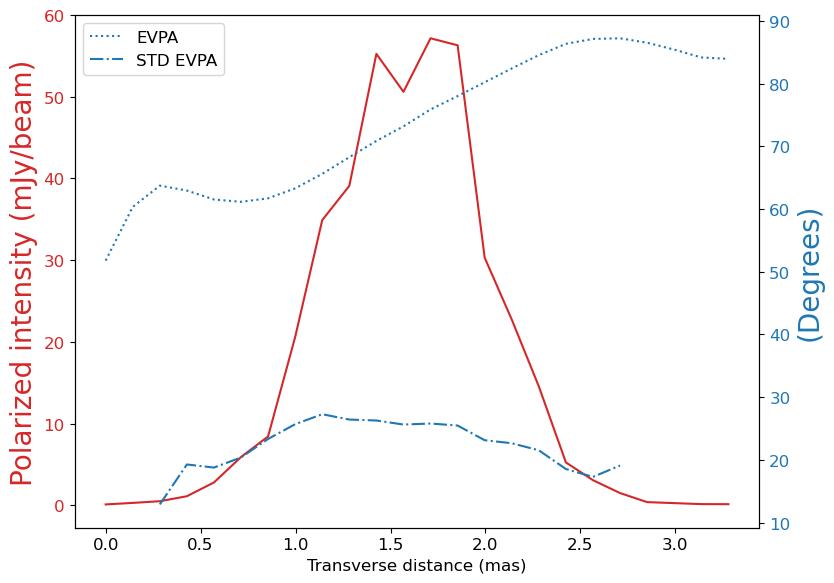 EVPA
STD EVPA
Polarized intensity (mJy/beam)
60
50
40
30
20
10
0
90
80
70
60
50
40
30
20
10
(Degrees)
0.0 0.5 1.0 1.5 2.0 2.5 3.0
Transverse distance (mas)